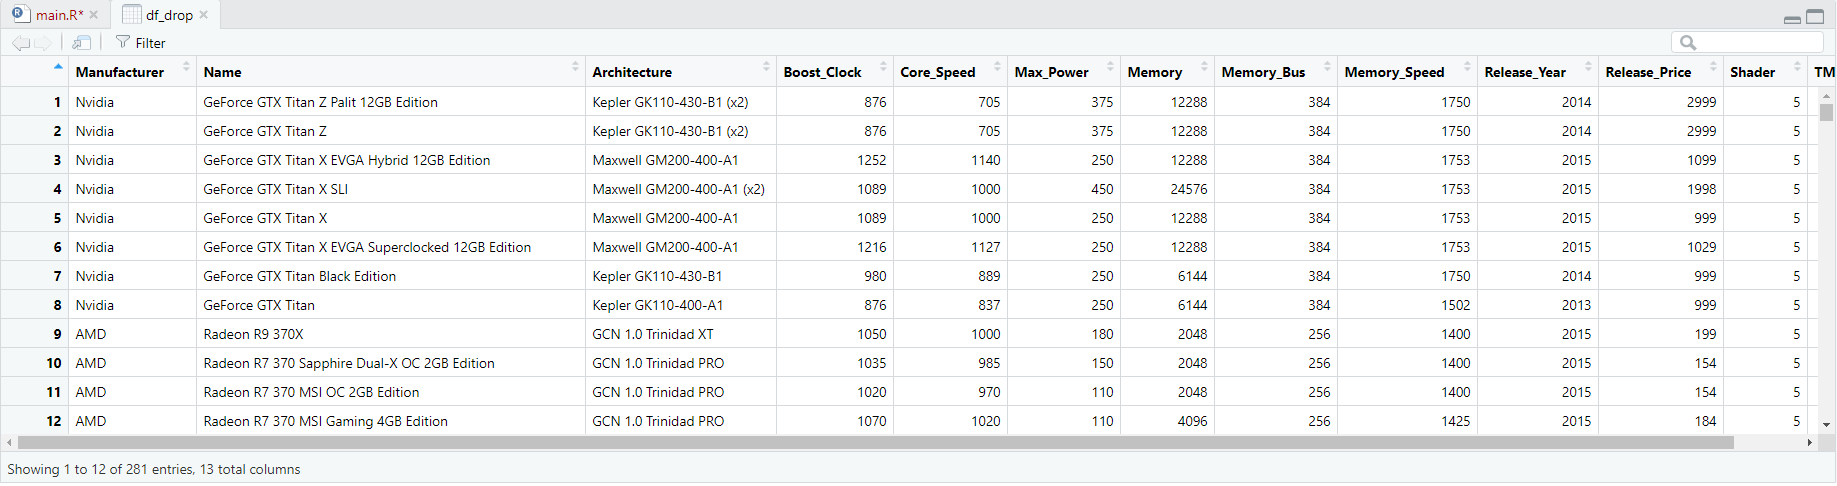 main.R* df_drop
Filter
Manufacturer Name Architecture Boost_Clock Core_Speed Max_Power Memory Memory_Bus Memory_Speed Release_Year Release_Price Shader TM
1 Nvidia GeForce GTX Titan Z Palit 12GB Edition Kepler GK110-430-B1 (x2) 876 705 375 12288 384 1750 2014 2999 5
2 Nvidia GeForce GTX Titan Z Kepler GK110-430-B1 (x2) 876 705 375 12288 384 1750 2014 2999 5
3 Nvidia GeForce GTX Titan X EVGA Hybrid 12GB Edition Maxwell GM200-400-A1 1252 1140 250 12288 384 1753 2015 1099 5
4 Nvidia GeForce GTX Titan X SLI Maxwell GM200-400-A1 (x2) 1089 1000 450 24576 384 1753 2015 1998 5
5 Nvidia GeForce GTX Titan X Maxwell GM200-400-A1 1089 1000 250 12288 384 1753 2015 999 5
6 Nvidia GeForce GTX Titan X EVGA Superclocked 12GB Edition Maxwell GM200-400-A1 1216 1127 250 12288 384 1753 2015 1029 5
7 Nvidia GeForce GTX Titan Black Edition Kepler GK110-430-B1 980 889 250 6144 384 1750 2014 999 5
8 Nvidia GeForce GTX Titan Kepler GK110-400-A1 876 837 250 6144 384 1502 2013 999 5
9 AMD Radeon R9 370X GCN 1.0 Trinidad XT 1050 1000 180 2048 256 1400 2015 199 5
10 AMD Radeon R7 370 Sapphire Dual-X OC 2GB Edition GCN 1.0 Trinidad PRO 1035 985 150 2048 256 1400 2015 154 5
11 AMD Radeon R7 370 MSI OC 2GB Edition GCN 1.0 Trinidad PRO 1020 970 110 2048 256 1400 2015 154 5
12 AMD Radeon R7 370 MSI Gaming 4GB Edition GCN 1.0 Trinidad PRO 1070 1020 110 4096 256 1425 2015 184 5
Showing 1 to 12 of 281 entries, 13 total columns